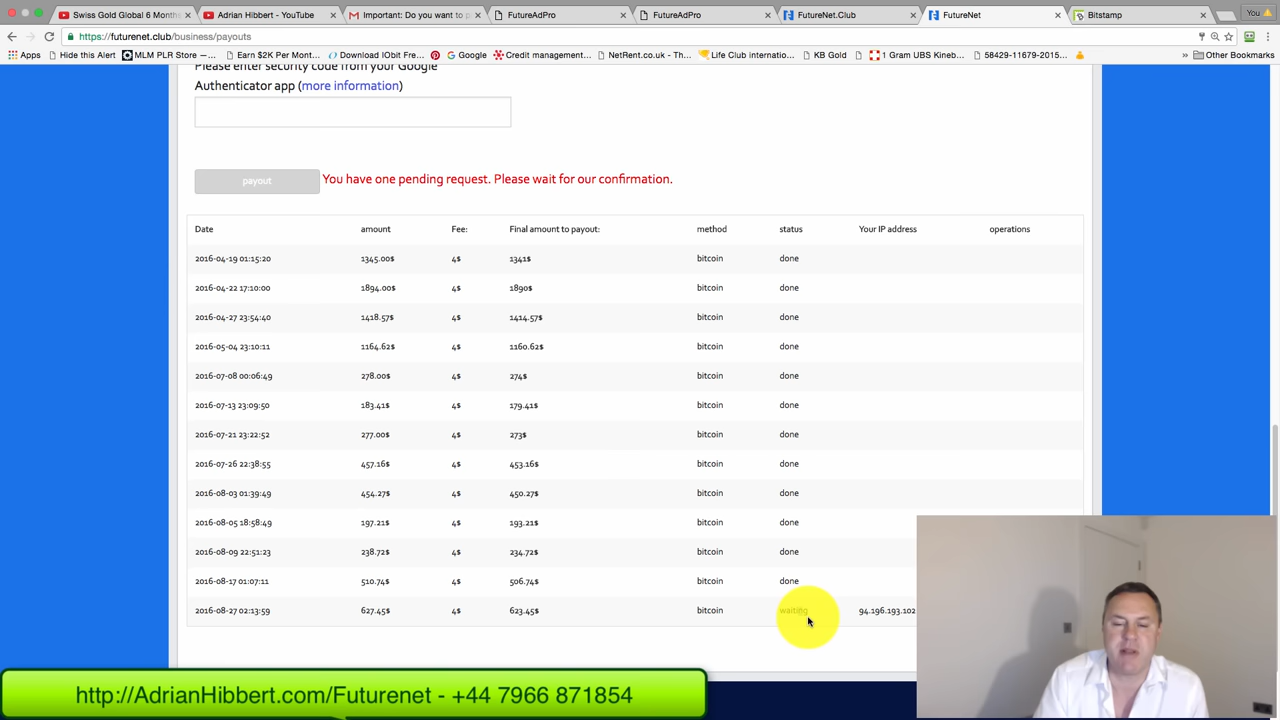 Swiss Gold Global 6 Month
Adrian Hibbert - YouTube
Important: Do you want to p
FutureAdPro
FutureAdPro
FutureNet.Club
FutureNet
Bitstamp
You
https://futurenet.club/business/payouts
Apps
Hide this Alert
MLM PLR Store –...
Earn $2K Per Mont...
Download IObit Fre...
Google
Credit management...
NetRent.co.uk - Th...
Life Club internatio...
KB Gold
1 Gram UBS Kineb...
58429-11679-2015...
» Other Bookmarks
Please enter security code from your Google
Authenticator app (more information)
payout You have one pending request. Please wait for our confirmation.
Date amount Fee: Final amount to payout: method status Your IP address operations
2016-04-19 01:15:20 1345.00$ 4$ 1341$ bitcoin done
2016-04-22 17:10:00 1894.00$ 4$ 1890$ bitcoin done
2016-04-27 23:54:40 1418.57$ 4$ 1414.57$ bitcoin done
2016-05-04 23:10:11 1164.62$ 4$ 1160.62$ bitcoin done
2016-07-08 00:06:49 278.00$ 4$ 274$ bitcoin done
2016-07-13 23:09:50 183.41$ 4$ 179.41$ bitcoin done
2016-07-21 23:22:52 277.00$ 4$ 273$ bitcoin done
2016-07-26 22:38:55 457.16$ 4$ 453.16$ bitcoin done
2016-08-03 01:39:49 454.27$ 4$ 450.27$ bitcoin done
2016-08-05 18:58:49 197.21$ 4$ 193.21$ bitcoin done
2016-08-09 22:51:23 238.72$ 4$ 234.72$ bitcoin done
2016-08-17 01:07:11 510.74$ 4$ 506.74$ bitcoin done
2016-08-27 02:13:59 627.45$ 4$ 623.45$ bitcoin waiting 94.196.193.102
http://AdrianHibbert.com/Futurenet - +44 7966 871854